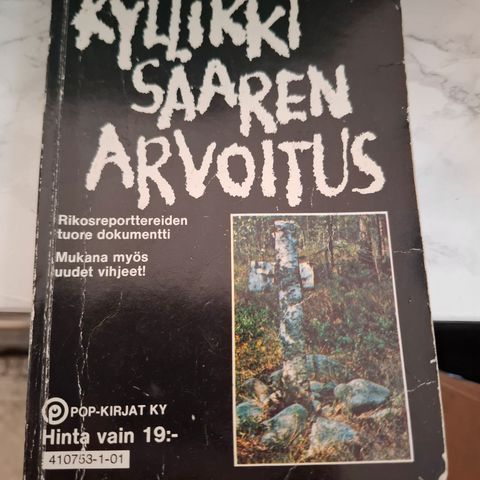 KYLLIKKI
SAAREN
ARVOITUS
Rikosreporttereiden
tuore dokumentti
Mukana myös
uudet vihjeet!
P POP-KIRJAT KY
Hinta vain 19:-
410753-1-01